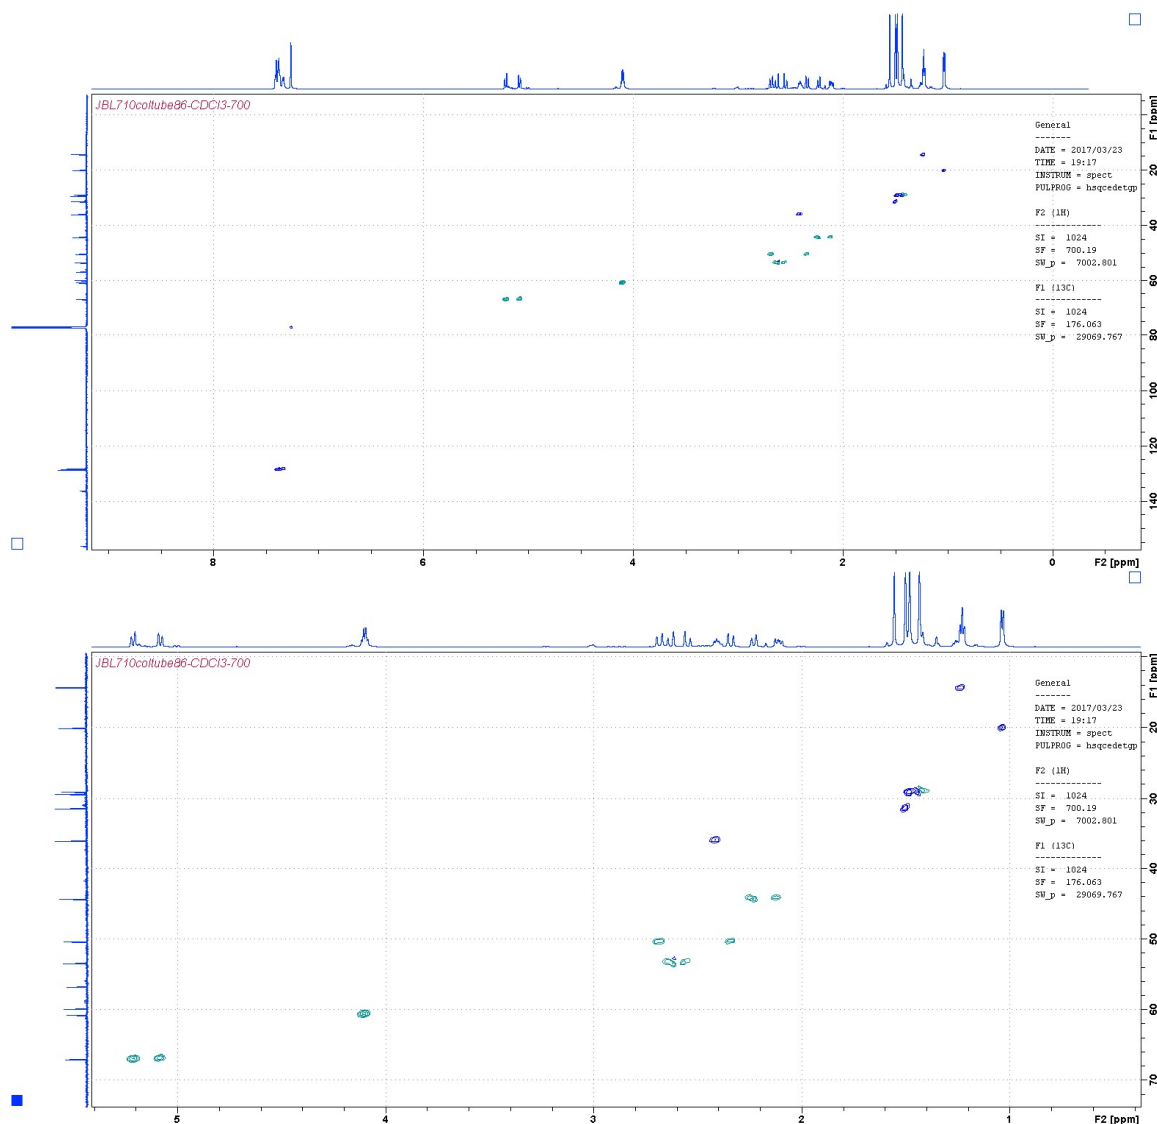 JBL710coltube86-CDCl3-700
General
-------
DATE = 2017/03/23
TIME = 19:17
INSTRUM = spect
PULPROG = hsqcedetgp
F2 (1H)
-------------
SI = 1024
SF = 700.19
SW_p = 7002.801
F1 (13C)
-------------
SI = 1024
SF = 176.063
SW_p = 29069.767
F1 [ppm]
20
40
60
80
100
120
140
8
6
4
2
0
F2 [ppm]
JBL710coltube86-CDCl3-700
General
-------
DATE = 2017/03/23
TIME = 19:17
INSTRUM = spect
PULPROG = hsqcedetgp
F2 (1H)
-------------
SI = 1024
SF = 700.19
SW_p = 7002.801
F1 (13C)
-------------
SI = 1024
SF = 176.063
SW_p = 29069.767
F1 [ppm]
20
30
40
50
60
70
5
4
3
2
1
F2 [ppm]